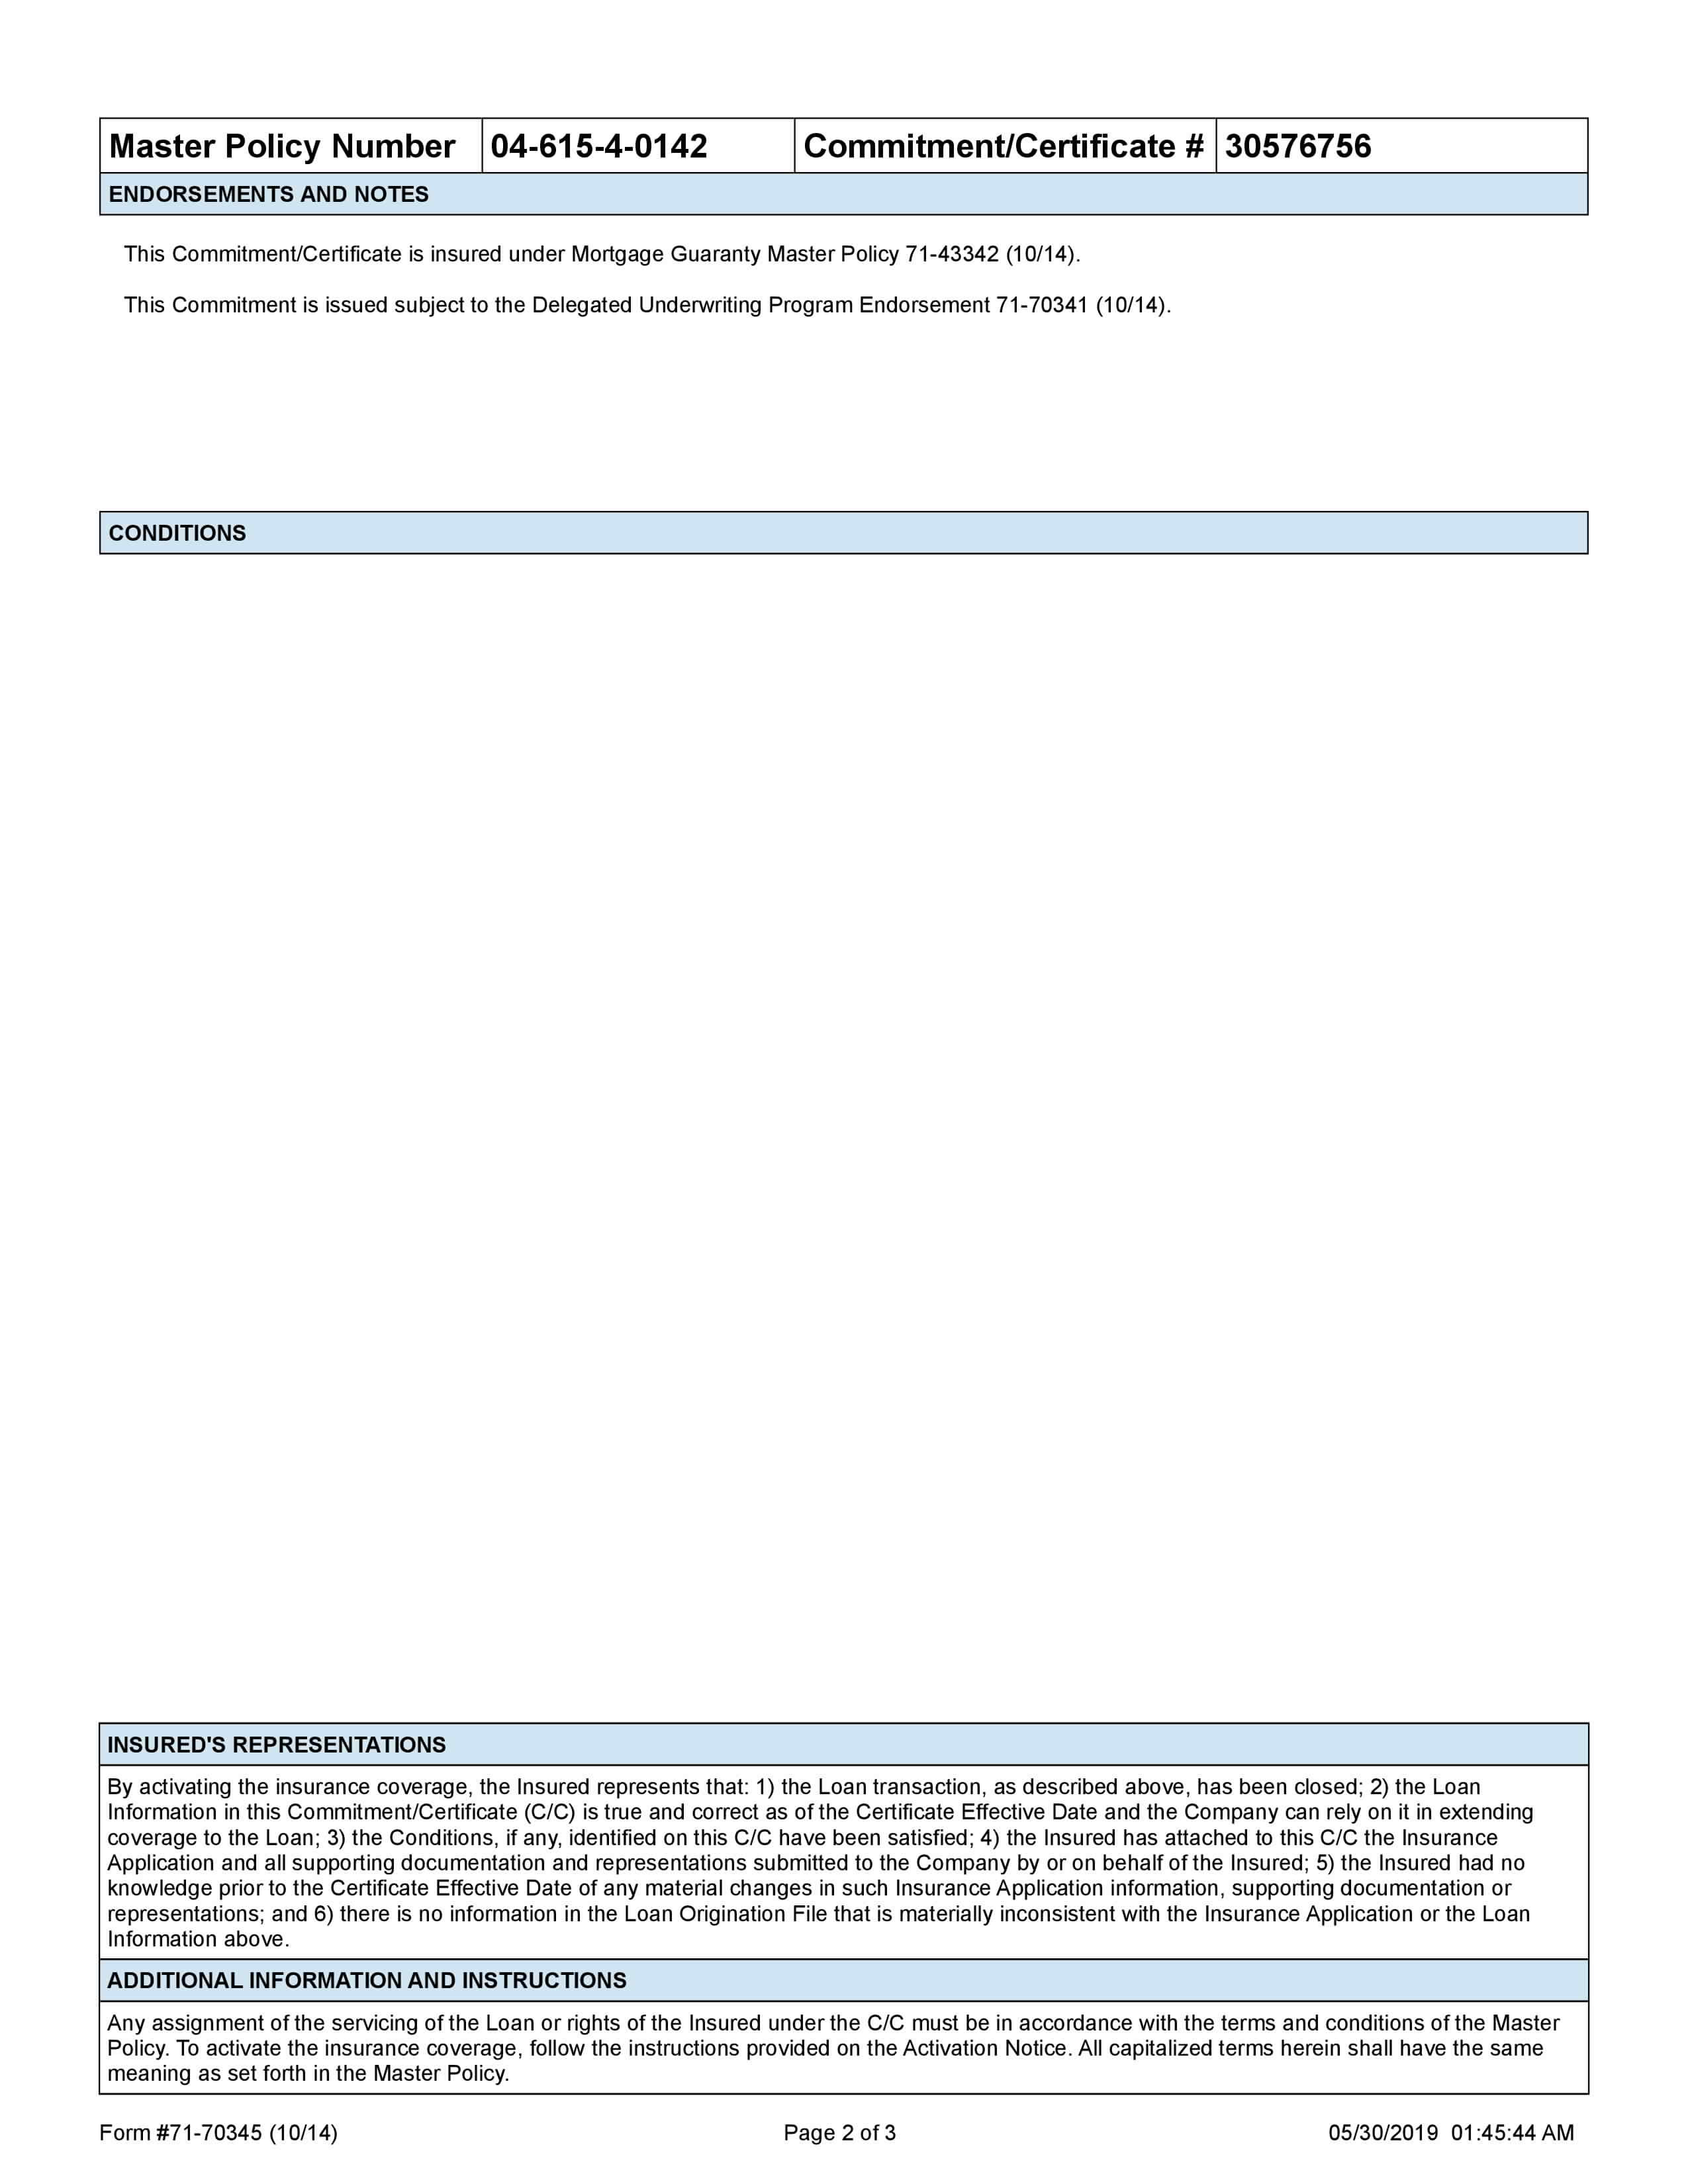 Master Policy Number 04-615-4-0142 Commitment/Certificate # 30576756
ENDORSEMENTS AND NOTES
This Commitment/Certificate is insured under Mortgage Guaranty Master Policy 71-43342 (10/14).
This Commitment is issued subject to the Delegated Underwriting Program Endorsement 71-70341 (10/14).
CONDITIONS
INSURED'S REPRESENTATIONS
By activating the insurance coverage, the Insured represents that: 1) the Loan transaction, as described above, has been closed; 2) the Loan
Information in this Commitment/Certificate (C/C) is true and correct as of the Certificate Effective Date and the Company can rely on it in extending
coverage to the Loan; 3) the Conditions, if any, identified on this C/C have been satisfied; 4) the Insured has attached to this C/C the Insurance
Application and all supporting documentation and representations submitted to the Company by or on behalf of the Insured; 5) the Insured had no
knowledge prior to the Certificate Effective Date of any material changes in such Insurance Application information, supporting documentation or
representations; and 6) there is no information in the Loan Origination File that is materially inconsistent with the Insurance Application or the Loan
Information above.
ADDITIONAL INFORMATION AND INSTRUCTIONS
Any assignment of the servicing of the Loan or rights of the Insured under the C/C must be in accordance with the terms and conditions of the Master
Policy. To activate the insurance coverage, follow the instructions provided on the Activation Notice. All capitalized terms herein shall have the same
meaning as set forth in the Master Policy.
Form #71-70345 (10/14) Page 2 of 3 05/30/2019 01:45:44 AM